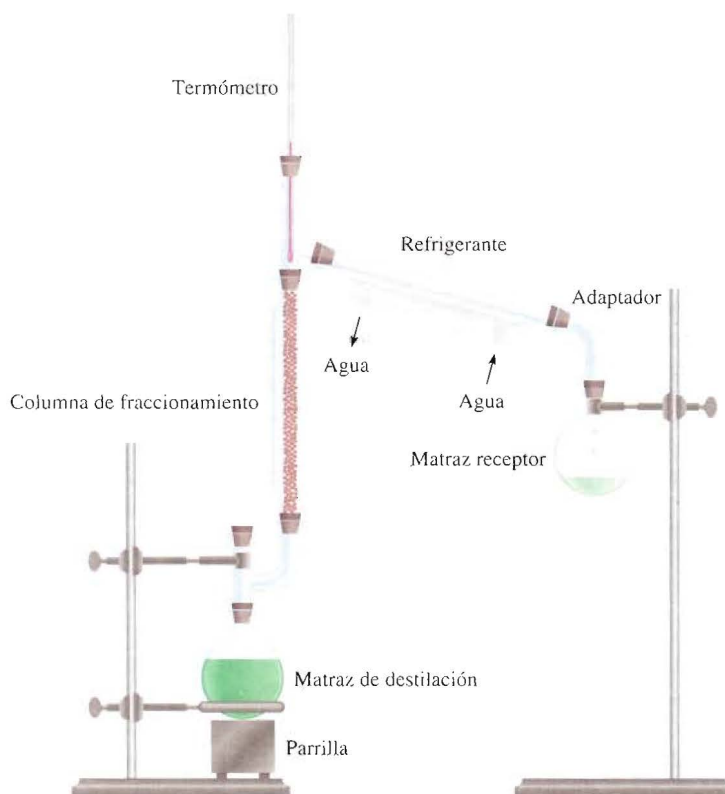 Termómetro
Refrigerante
Adaptador
Agua
Agua
Columna de fraccionamiento
Matraz receptor
Matraz de destilación
Parrilla